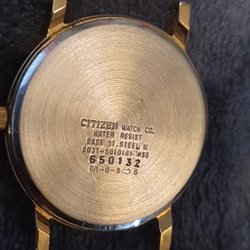 CITIZEN WATCH CO.
WATER RESIST
BASE ST.STEEL
650132